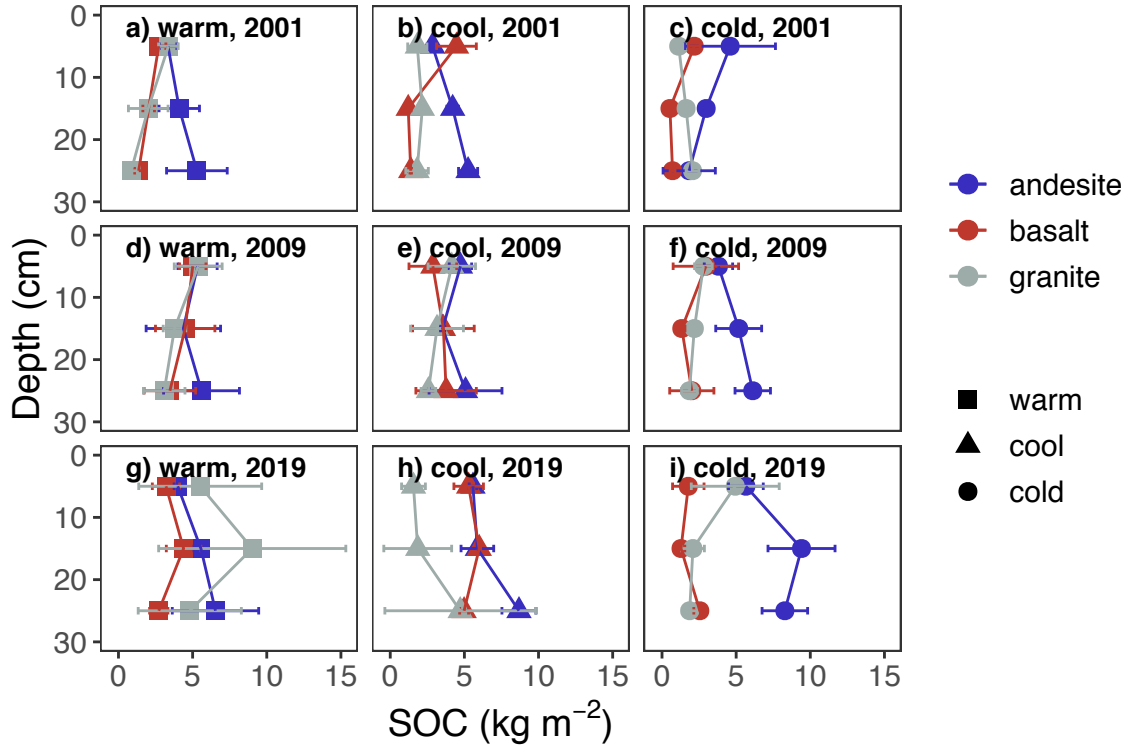 a) warm, 2001
b) cool, 2001
c) cold, 2001
0
10
20
30
d) warm, 2009
e) cool, 2009
f) cold, 2009
0
10
20
30
g) warm, 2019
h) cool, 2019
i) cold, 2019
0
10
20
30
0 5 10 15
0 5 10 15
0 5 10 15
Depth (cm)
SOC (kg m⁻²)
andesite
basalt
granite
warm
cool
cold